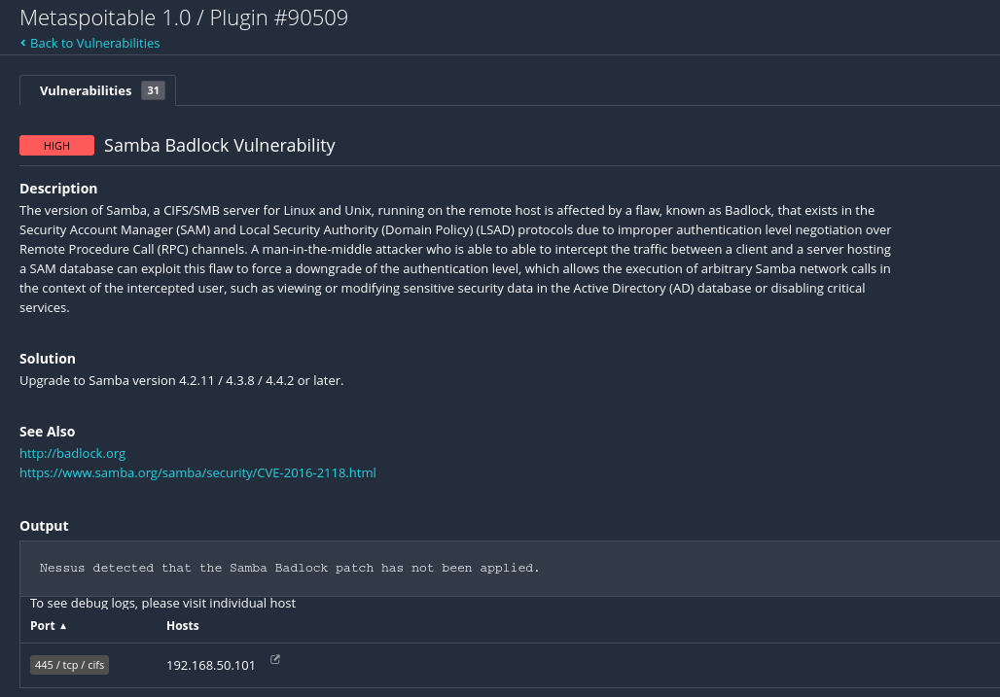 Metaspoitable 1.0 / Plugin #90509
‹ Back to Vulnerabilities
Vulnerabilities 31
HIGH Samba Badlock Vulnerability
Description
The version of Samba, a CIFS/SMB server for Linux and Unix, running on the remote host is affected by a flaw, known as Badlock, that exists in the
Security Account Manager (SAM) and Local Security Authority (Domain Policy) (LSAD) protocols due to improper authentication level negotiation over
Remote Procedure Call (RPC) channels. A man-in-the-middle attacker who is able to able to intercept the traffic between a client and a server hosting
a SAM database can exploit this flaw to force a downgrade of the authentication level, which allows the execution of arbitrary Samba network calls in
the context of the intercepted user, such as viewing or modifying sensitive security data in the Active Directory (AD) database or disabling critical
services.
Solution
Upgrade to Samba version 4.2.11 / 4.3.8 / 4.4.2 or later.
See Also
http://badlock.org
https://www.samba.org/samba/security/CVE-2016-2118.html
Output
Nessus detected that the Samba Badlock patch has not been applied.
To see debug logs, please visit individual host
Port ▲ Hosts
445 / tcp / cifs 192.168.50.101